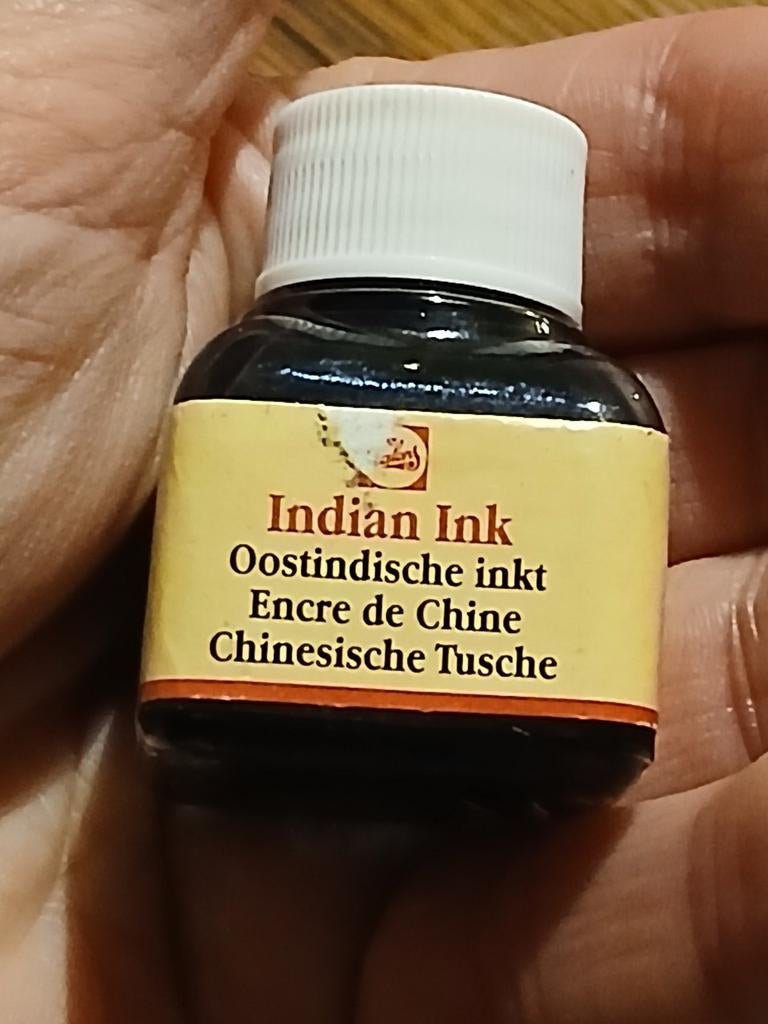 Indian Ink
Oostindische inkt
Encre de Chine
Chinesische Tusche